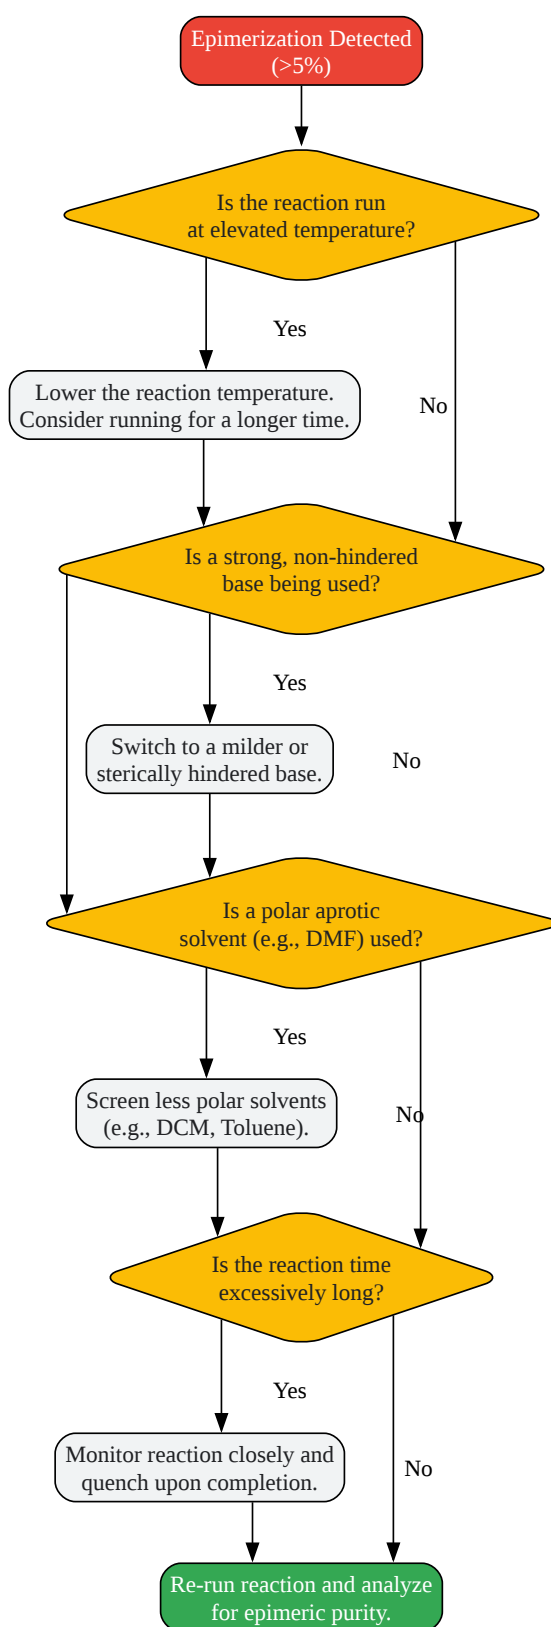 Epimerization Detected
(>5%)
Is the reaction run
at elevated temperature?
Yes
Lower the reaction temperature.
Consider running for a longer time.
No
Is a strong, non-hindered
base being used?
Yes
Switch to a milder or
sterically hindered base.
No
Is a polar aprotic
solvent (e.g., DMF) used?
Yes
Screen less polar solvents
(e.g., DCM, Toluene).
No
Is the reaction time
excessively long?
Yes
Monitor reaction closely and
quench upon completion.
No
Re-run reaction and analyze
for epimeric purity.